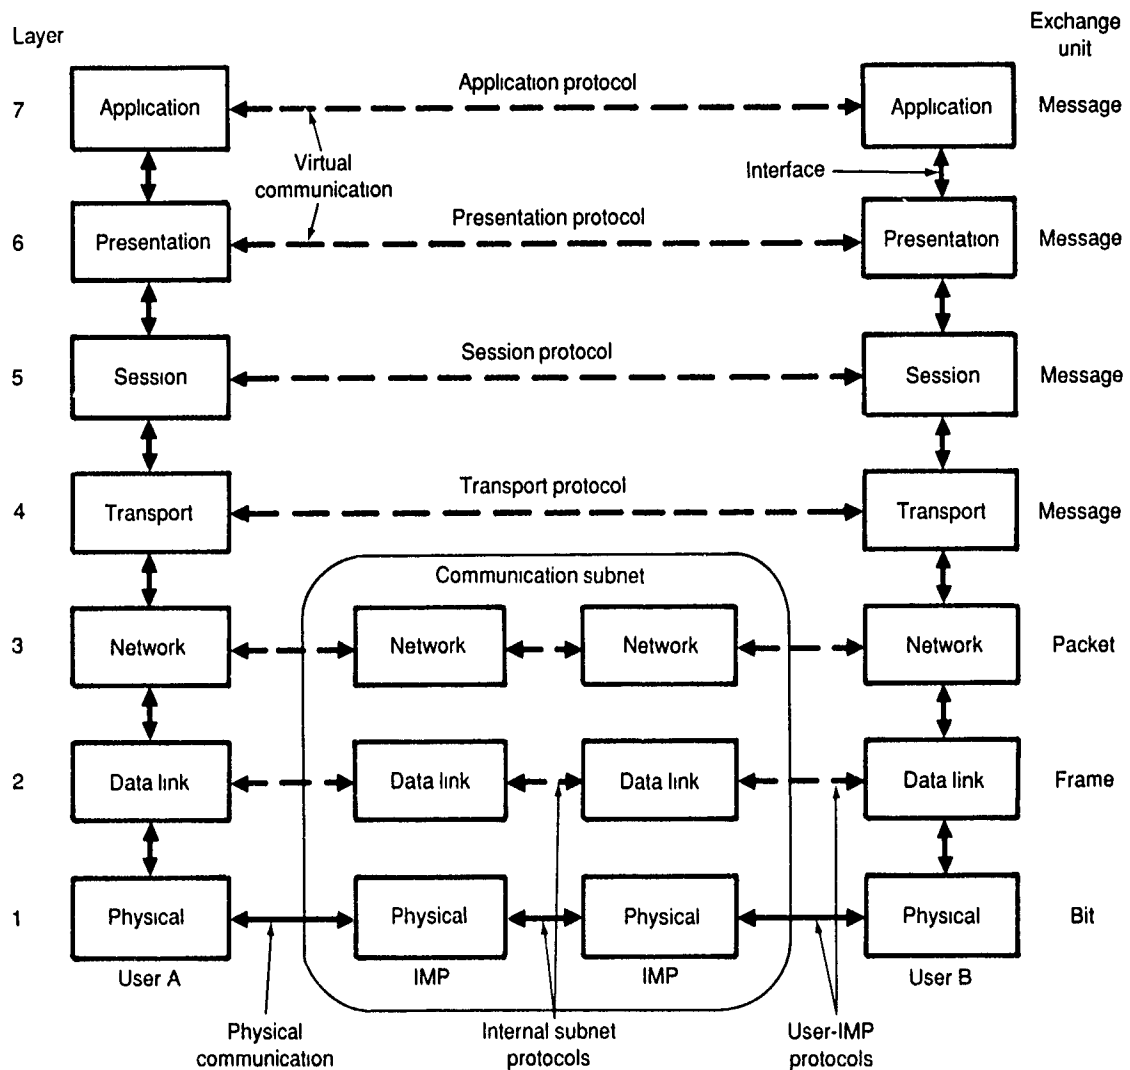 Layer
Exchange
unit
7
Application
Application protocol
Application
Message
Virtual
communication
Interface
6
Presentation
Presentation protocol
Presentation
Message
5
Session
Session protocol
Session
Message
4
Transport
Transport protocol
Transport
Message
Communication subnet
3
Network
Network
Network
Network
Packet
2
Data link
Data link
Data link
Data link
Frame
1
Physical
Physical
Physical
Physical
Bit
User A
IMP
IMP
User B
Physical
communication
Internal subnet
protocols
User-IMP
protocols